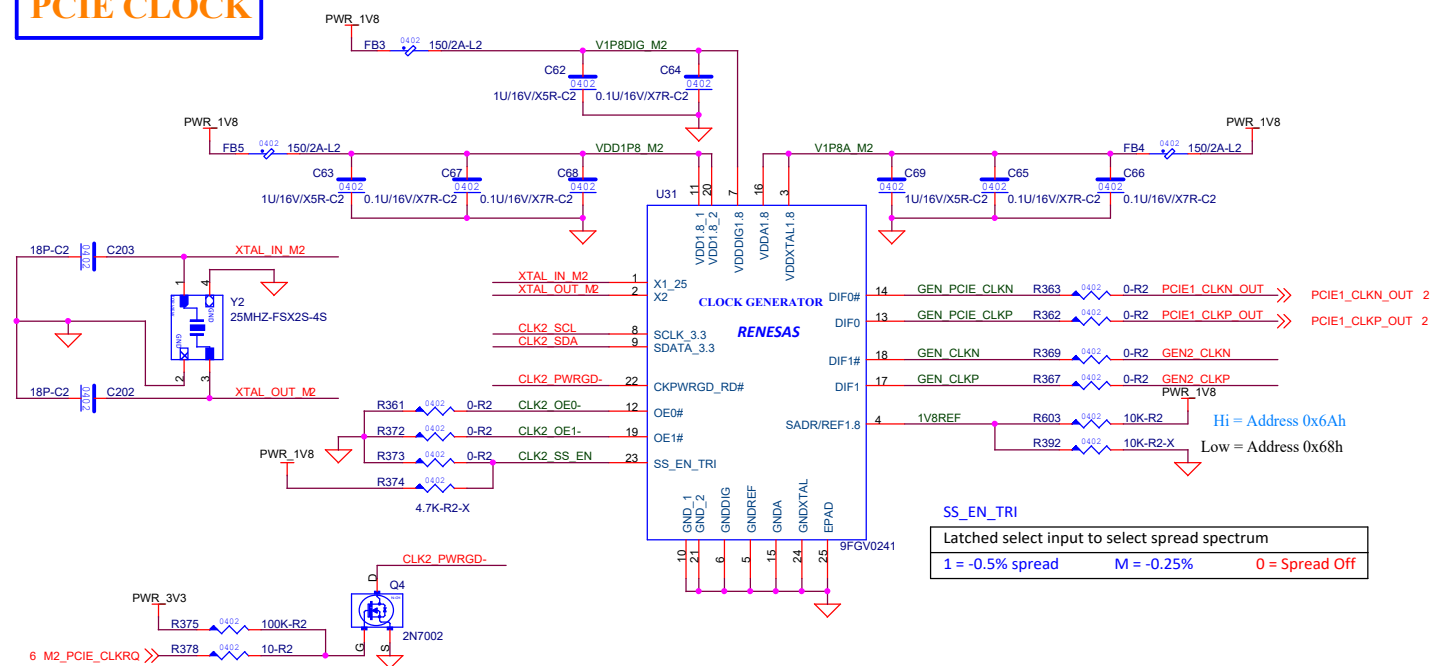 PCIE CLOCK
PWR_1V8
FB3 0402 150/2A-L2 V1P8DIG_M2
C62 C64
0402 0402
1U/16V/X5R-C2 0.1U/16V/X7R-C2
PWR_1V8 PWR_1V8
FB5 0402 150/2A-L2 VDD1P8_M2 V1P8A_M2 FB4 0402 150/2A-L2
C63 C67 C68 C69 C65 C66
0402 0402 0402 0402 0402 0402
1U/16V/X5R-C2 0.1U/16V/X7R-C2 0.1U/16V/X7R-C2 1U/16V/X5R-C2 0.1U/16V/X7R-C2 0.1U/16V/X7R-C2
U31
11 20 7 16 3
VDD1.8_1 VDD1.8_2 VDDDIG1.8 VDDA1.8 VDDXTAL1.8
18P-C2 0402 C203 XTAL_IN_M2
1 4
GND
Y2
25MHZ-FSX2S-4S
GND
2 3
18P-C2 0402 C202 XTAL_OUT_M2
XTAL_IN_M2 1 X1_25
XTAL_OUT_M2 2 X2
CLOCK GENERATOR
RENESAS
CLK2_SCL 8 SCLK_3.3
CLK2_SDA 9 SDATA_3.3
CLK2_PWRGD- 22 CKPWRGD_RD#
R361 0402 0-R2 CLK2_OE0- 12 OE0#
R372 0402 0-R2 CLK2_OE1- 19 OE1#
R373 0402 0-R2 CLK2_SS_EN 23 SS_EN_TRI
PWR_1V8
R374 0402
4.7K-R2-X
DIF0# 14 GEN_PCIE_CLKN R363 0402 0-R2 PCIE1_CLKN_OUT PCIE1_CLKN_OUT 2
DIF0 13 GEN_PCIE_CLKP R362 0402 0-R2 PCIE1_CLKP_OUT PCIE1_CLKP_OUT 2
DIF1# 18 GEN_CLKN R369 0402 0-R2 GEN2_CLKN
DIF1 17 GEN_CLKP R367 0402 0-R2 GEN2_CLKP
PWR_1V8
SADR/REF1.8 4 1V8REF R603 0402 10K-R2 Hi = Address 0x6Ah
R392 0402 10K-R2-X Low = Address 0x68h
GND_1 GND_2 GNDDIG GNDREF GNDA GNDXTAL EPAD
10 21 6 5 15 24 25
9FGV0241
SS_EN_TRI
Latched select input to select spread spectrum
1 = -0.5% spread M = -0.25% 0 = Spread Off
CLK2_PWRGD-
D Q4
2N7002
G S
PWR_3V3
R375 0402 100K-R2
6 M2_PCIE_CLKRQ R378 0402 10-R2